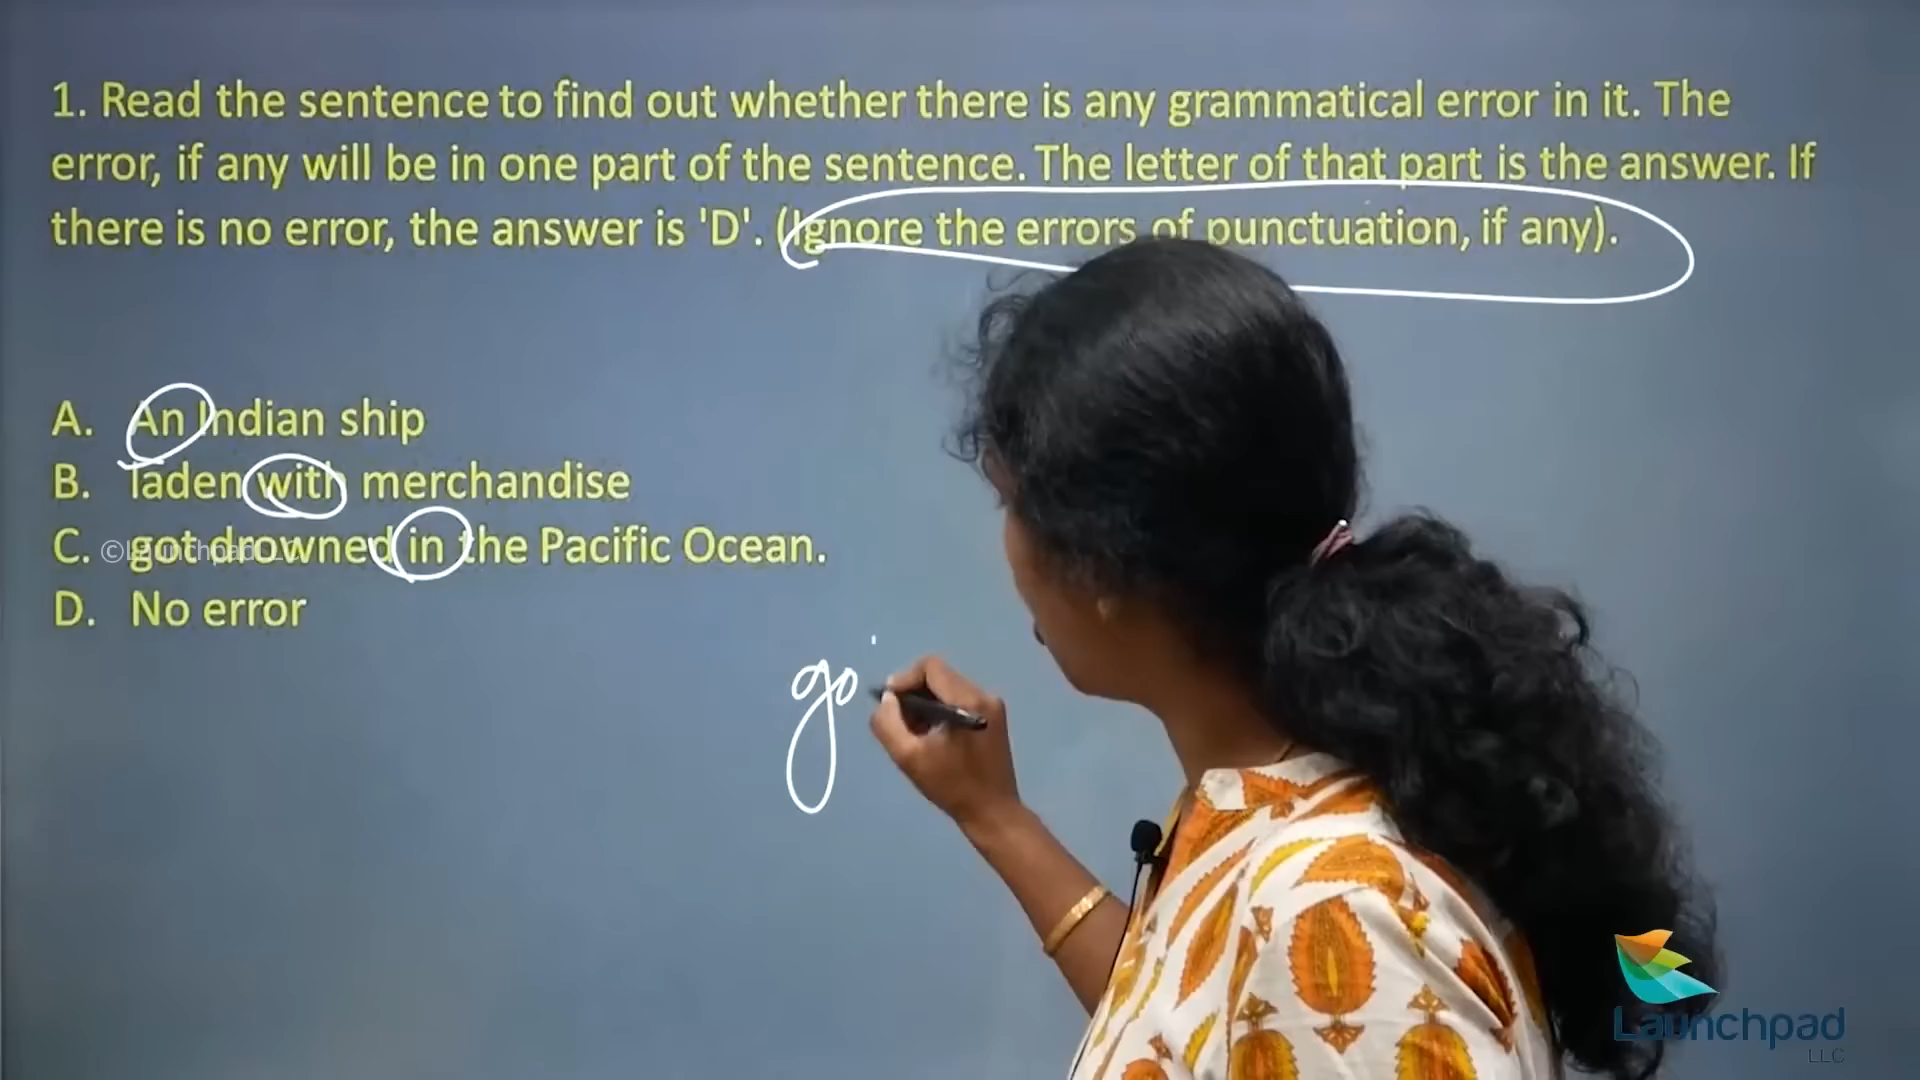 1. Read the sentence to find out whether there is any grammatical error in it. The
error, if any will be in one part of the sentence. The letter of that part is the answer. If
there is no error, the answer is 'D'. (Ignore the errors of punctuation, if any).
A. An Indian ship
B. laden with merchandise
C. got drowned in the Pacific Ocean.
©Launchpad LLC
D. No error
go
Launchpad
LLC